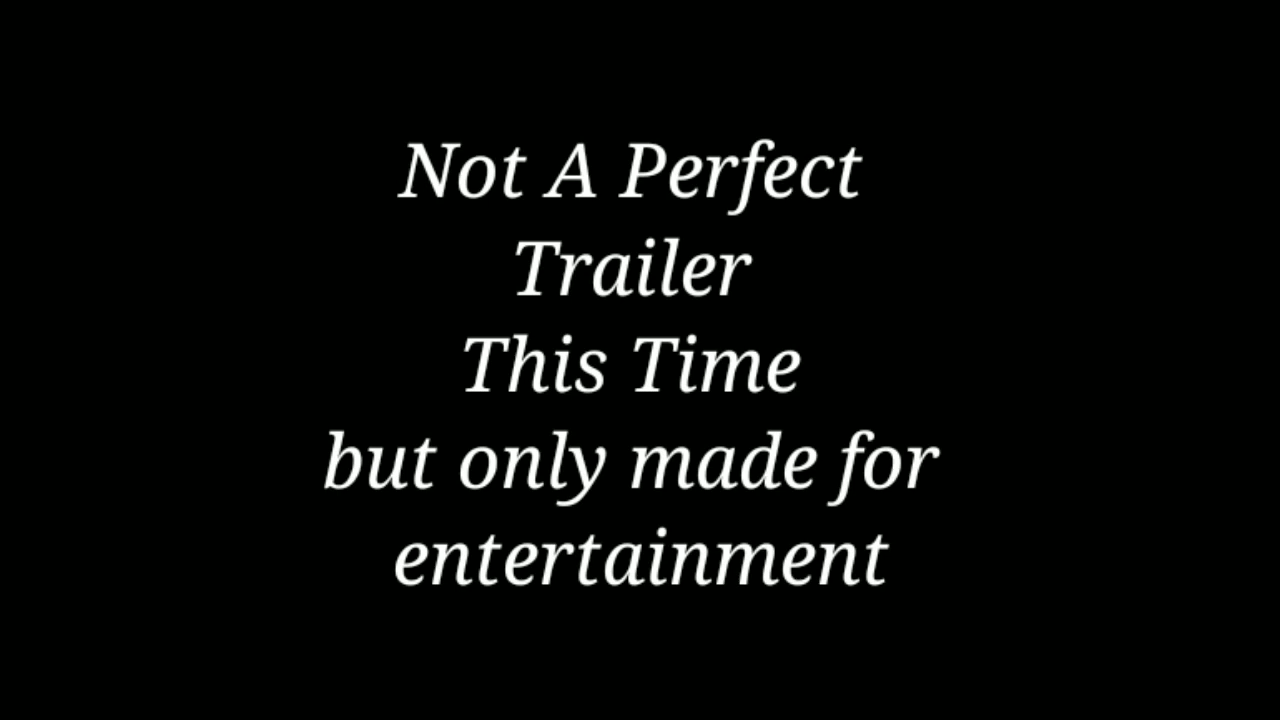 Not A Perfect
Trailer
This Time
but only made for
entertainment